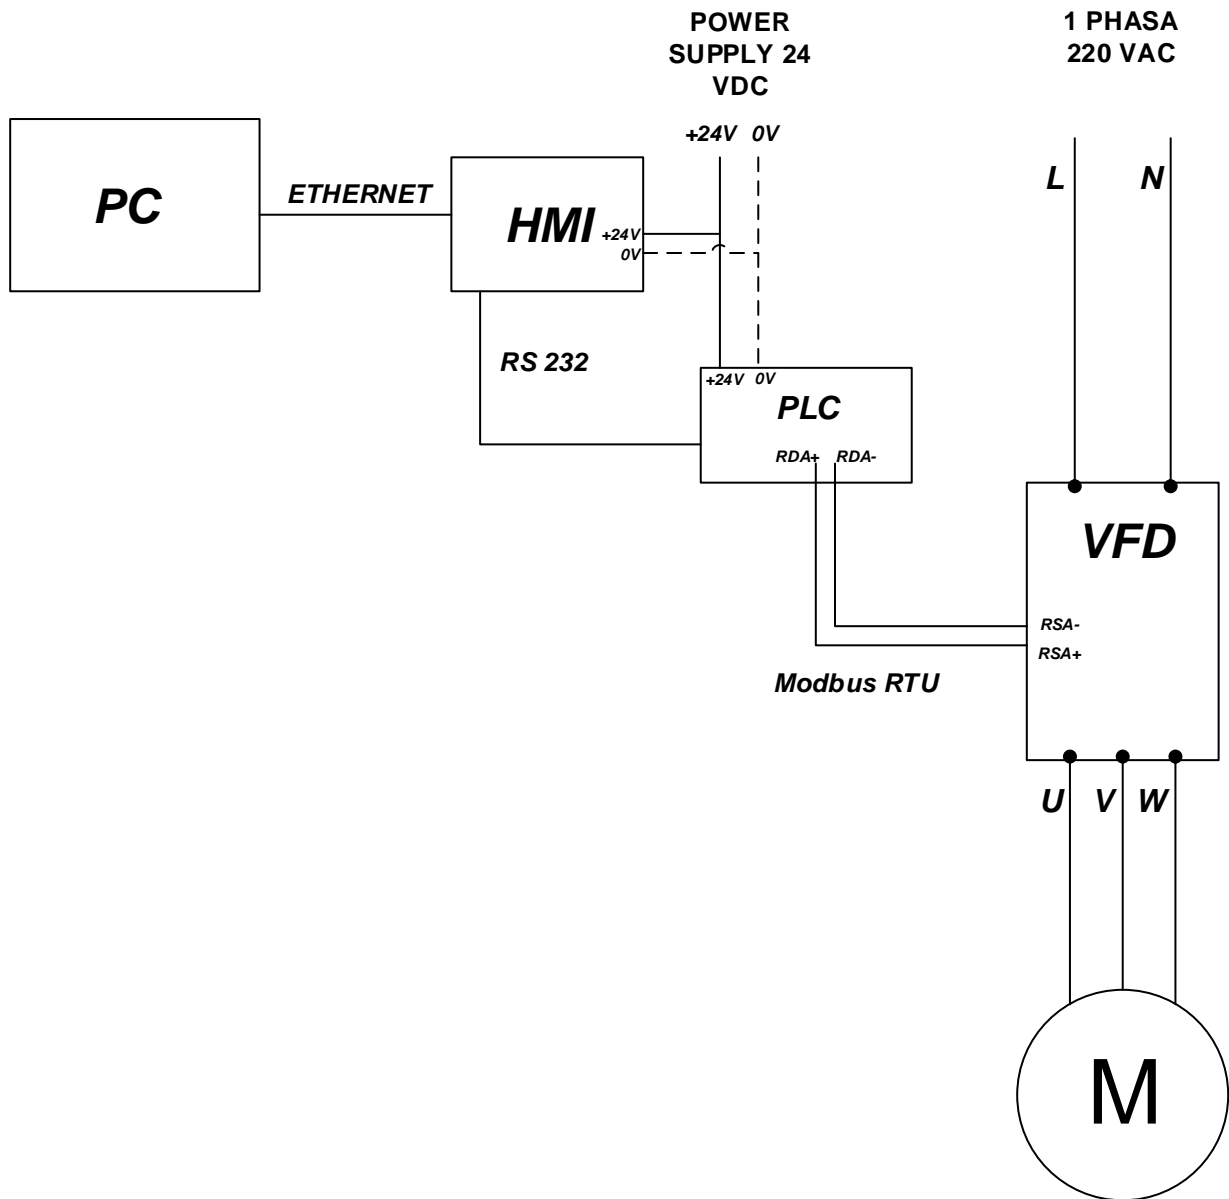 POWER
SUPPLY 24
VDC
1 PHASA
220 VAC
+24V 0V
PC
ETHERNET
HMI
+24V
0V
L
N
RS 232
+24V 0V
PLC
RDA+ RDA-
VFD
RSA-
RSA+
Modbus RTU
U
V
W
M